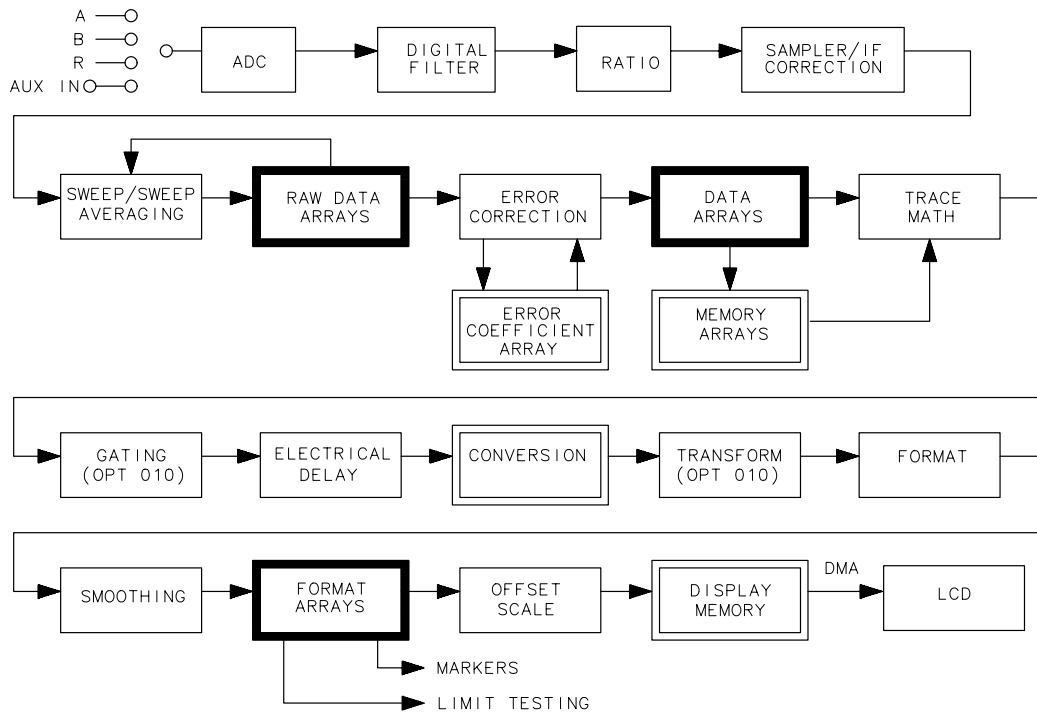 A
B
R
AUX IN
ADC
DIGITAL
FILTER
RATIO
SAMPLER/IF
CORRECTION
SWEEP/SWEEP
AVERAGING
RAW DATA
ARRAYS
ERROR
CORRECTION
DATA
ARRAYS
TRACE
MATH
ERROR
COEFFICIENT
ARRAY
MEMORY
ARRAYS
GATING
(OPT 010)
ELECTRICAL
DELAY
CONVERSION
TRANSFORM
(OPT 010)
FORMAT
SMOOTHING
FORMAT
ARRAYS
OFFSET
SCALE
DISPLAY
MEMORY
DMA
LCD
MARKERS
LIMIT TESTING